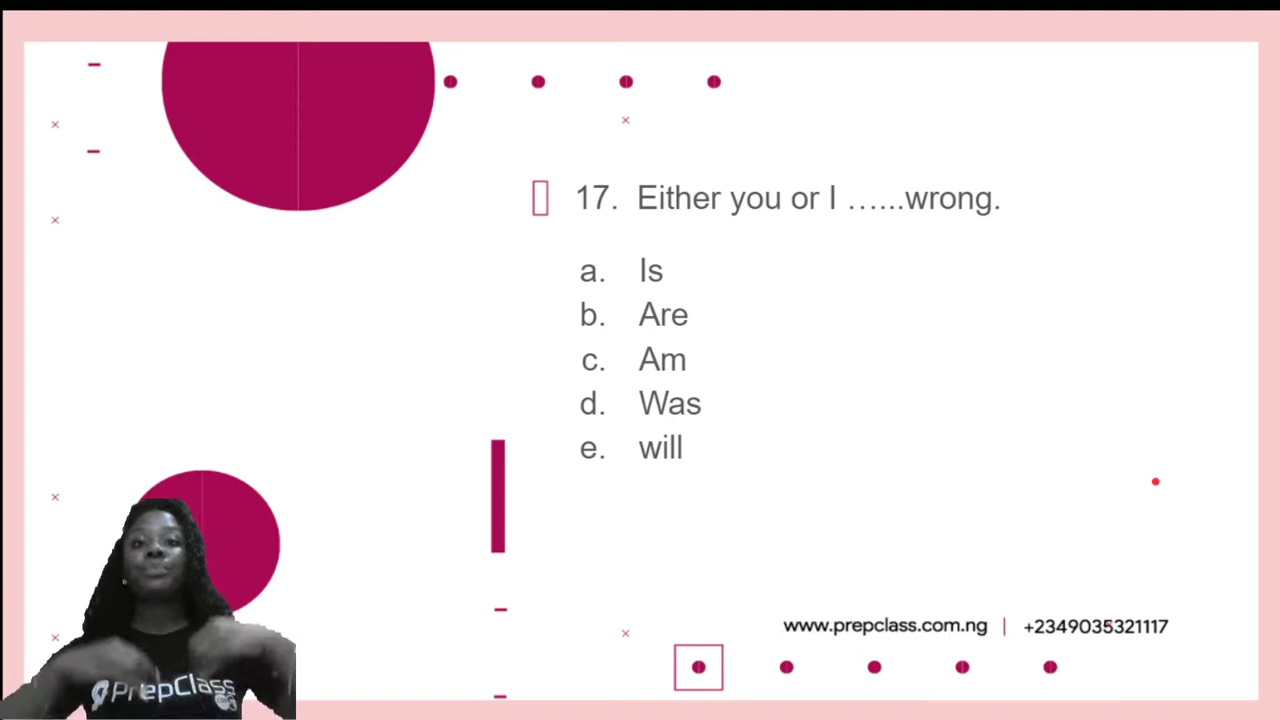 17. Either you or I …...wrong.
a. Is
b. Are
c. Am
d. Was
e. will
www.prepclass.com.ng | +2349035321117
PrepClass